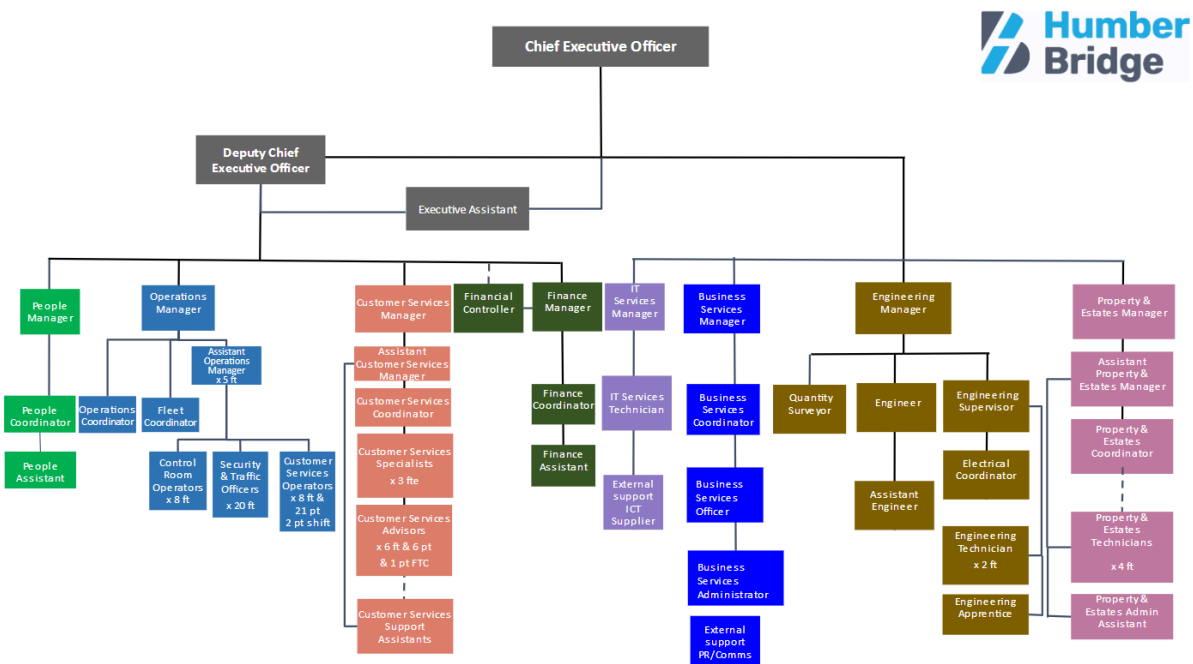 Humber
Bridge
Chief Executive Officer
Deputy Chief
Executive Officer
Executive Assistant
People
Manager
People
Coordinator
People
Assistant
Operations
Manager
Operations
Coordinator
Fleet
Coordinator
Assistant
Operations
Manager
x 5 ft
Control
Room
Operators
x 8 ft
Security
& Traffic
Officers
x 20 ft
Customer
Services
Operators
x 8 ft &
21 pt
2 pt shift
Customer Services
Manager
Assistant
Customer Services
Manager
Customer Services
Coordinator
Customer Services
Specialists
x 3 fte
Customer Services
Advisors
x 6 ft & 6 pt
& 1 pt FTC
Customer Services
Support
Assistants
Financial
Controller
Finance
Manager
Finance
Coordinator
Finance
Assistant
IT
Services
Manager
IT Services
Technician
External
support
ICT
Supplier
Business
Services
Manager
Business
Services
Coordinator
Business
Services
Officer
Business
Services
Administrator
External
support
PR/Comms
Engineering
Manager
Quantity
Surveyor
Engineer
Assistant
Engineer
Engineering
Supervisor
Electrical
Coordinator
Engineering
Technician
x 2 ft
Engineering
Apprentice
Property &
Estates Manager
Assistant
Property &
Estates Manager
Property &
Estates
Coordinator
Property &
Estates
Technicians
x 4 ft
Property &
Estates Admin
Assistant